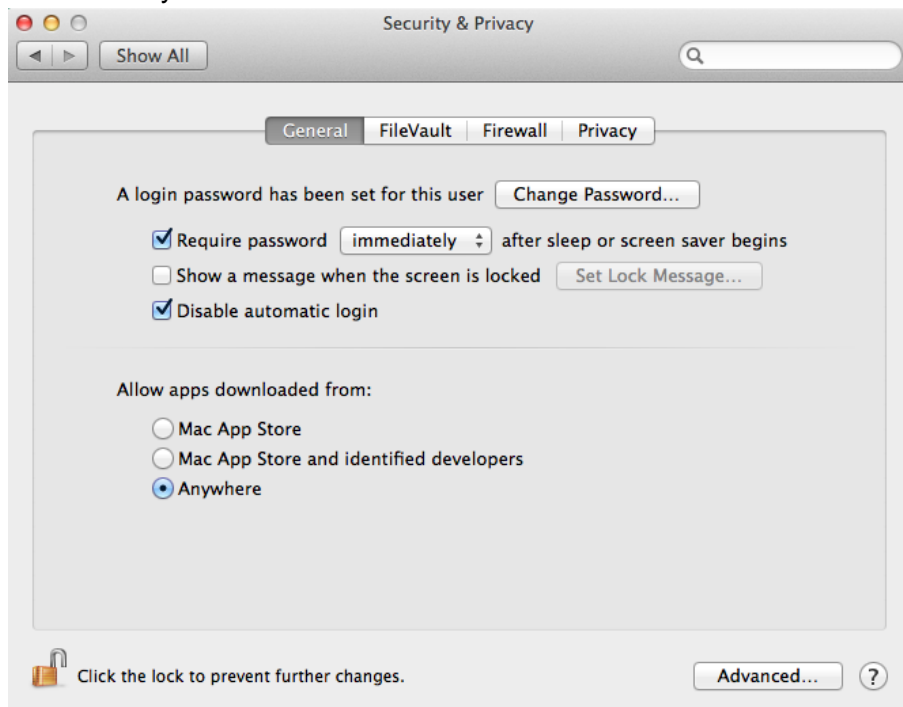 Security & Privacy
Show All
General FileVault Firewall Privacy
A login password has been set for this user Change Password...
Require password immediately after sleep or screen saver begins
Show a message when the screen is locked Set Lock Message...
Disable automatic login
Allow apps downloaded from:
Mac App Store
Mac App Store and identified developers
Anywhere
Click the lock to prevent further changes. Advanced... ?